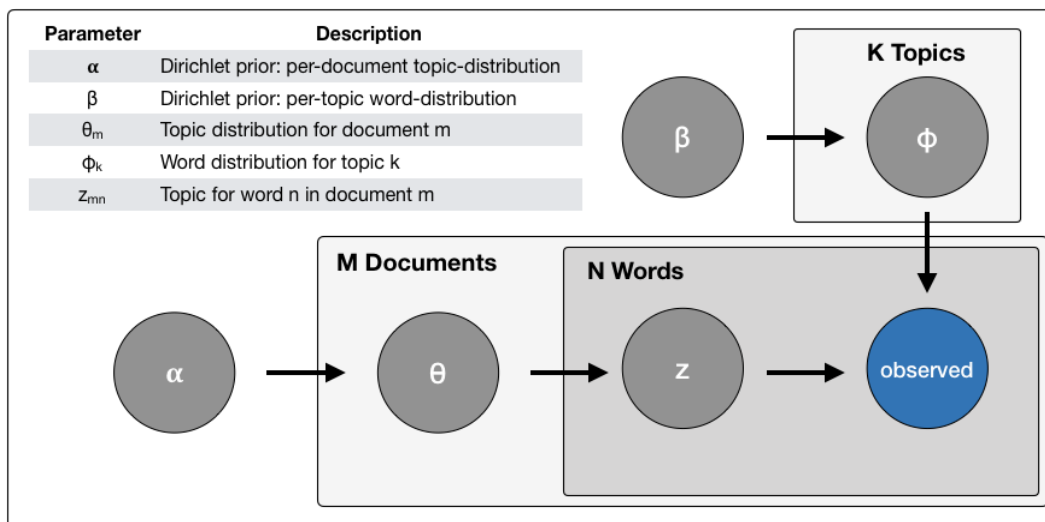 Parameter Description
α Dirichlet prior: per-document topic-distribution
β Dirichlet prior: per-topic word-distribution
θm Topic distribution for document m
ϕk Word distribution for topic k
zmn Topic for word n in document m
K Topics
β
ϕ
M Documents
N Words
α
θ
z
observed